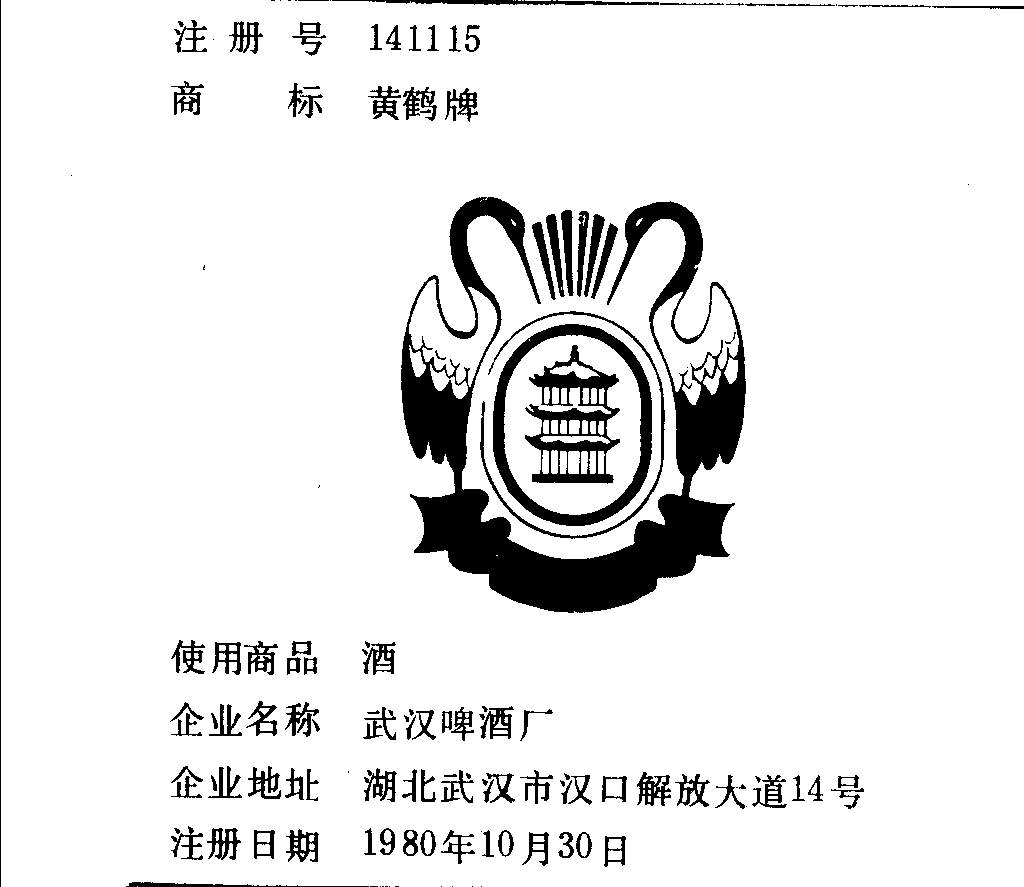 注册号 141115
商标 黄鹤牌
使用商品 酒
企业名称 武汉啤酒厂
企业地址 湖北武汉市汉口解放大道14号
注册日期 1980年10月30日